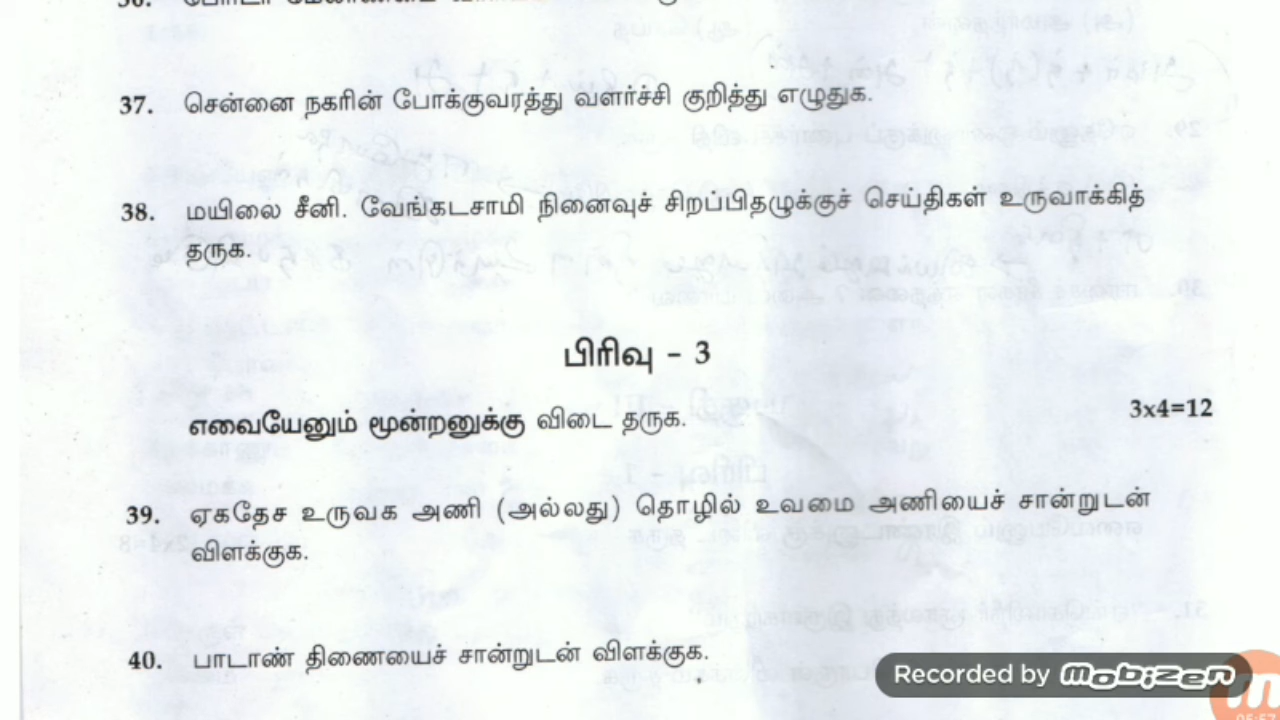 37. சென்னை நகரின் போக்குவரத்து வளர்ச்சி குறித்து எழுதுக.
38. மயிலை சீனி. வேங்கடசாமி நினைவுச் சிறப்பிதழுக்குச் செய்திகள் உருவாக்கித்
தருக.
பிரிவு - 3
எவையேனும் மூன்றனுக்கு விடை தருக.
3x4=12
39. ஏகதேச உருவக அணி (அல்லது) தொழில் உவமை அணியைச் சான்றுடன்
விளக்குக.
40. பாடாண் திணையைச் சான்றுடன் விளக்குக.
Recorded by Mobizen